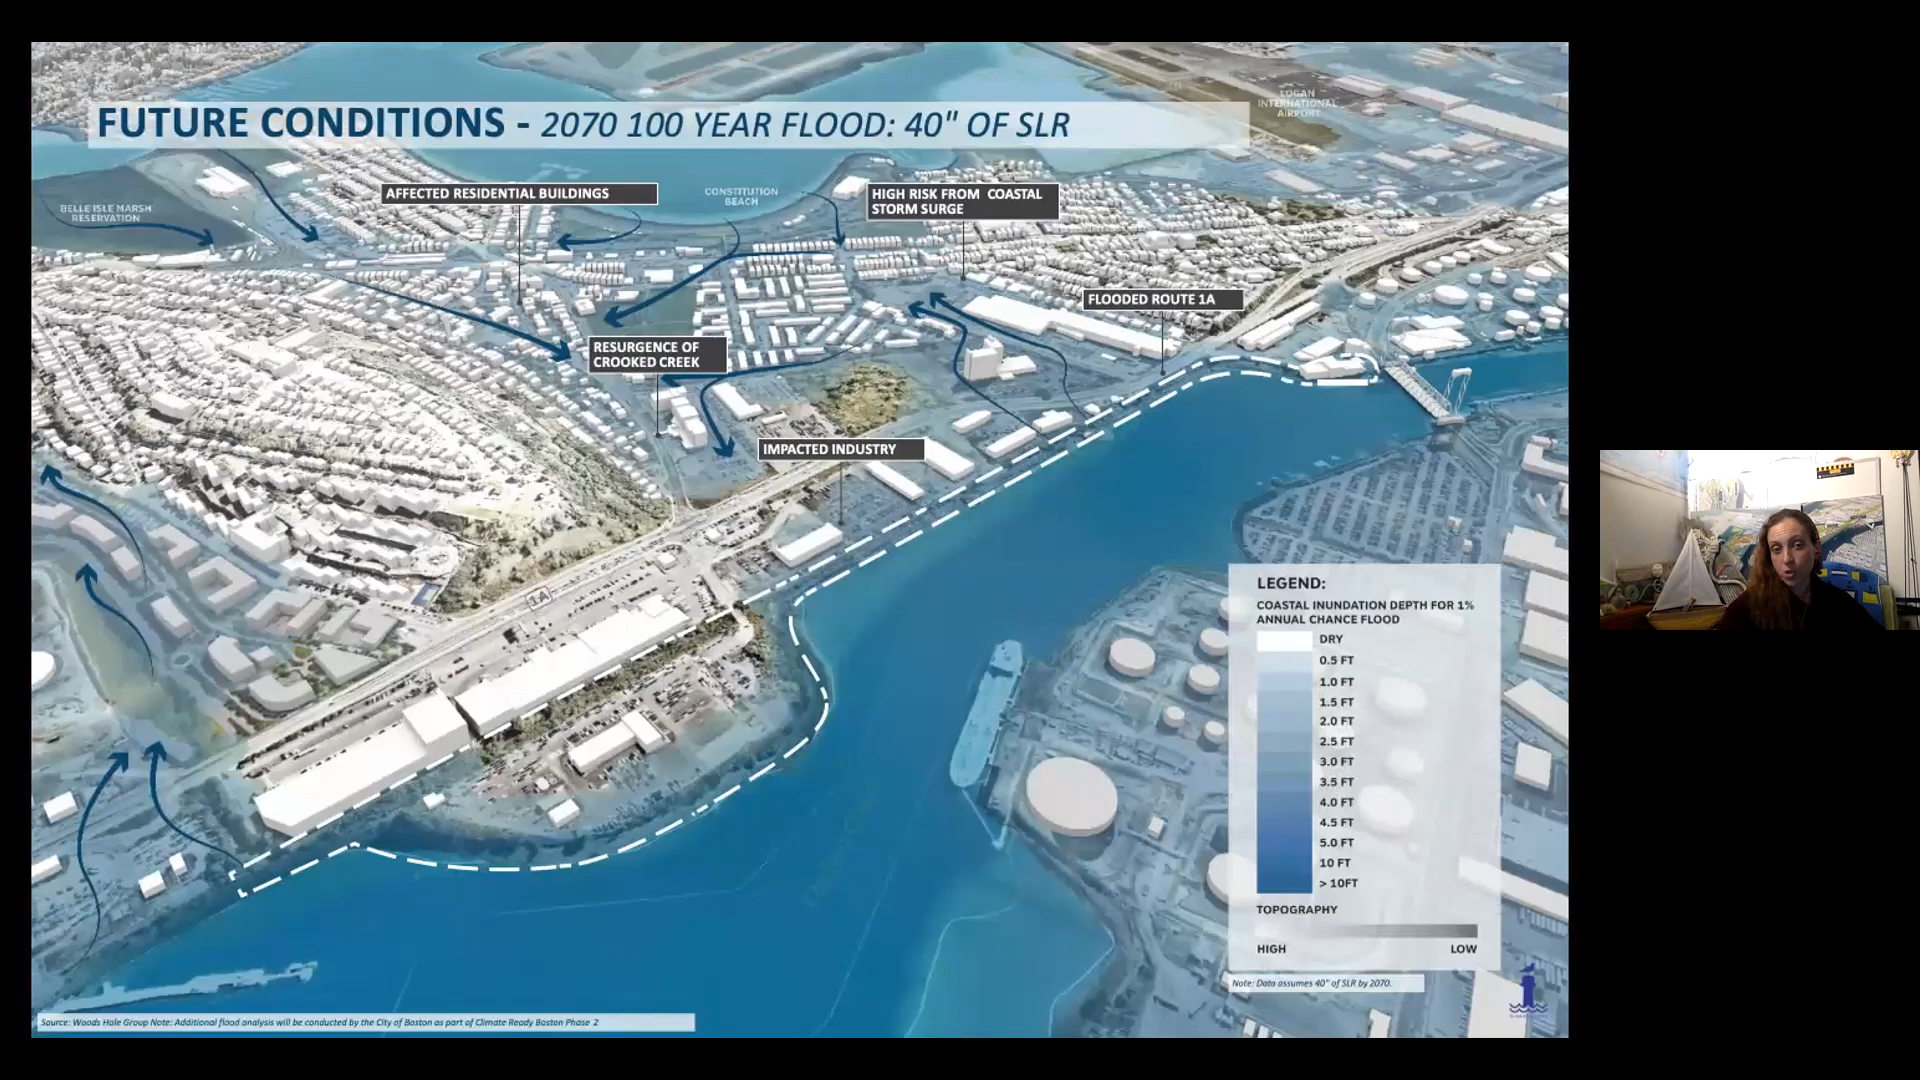 LOGAN
INTERNATIONAL
AIRPORT
FUTURE CONDITIONS - 2070 100 YEAR FLOOD: 40" OF SLR
AFFECTED RESIDENTIAL BUILDINGS
CONSTITUTION
BEACH
HIGH RISK FROM COASTAL
STORM SURGE
BELLE ISLE MARSH
RESERVATION
FLOODED ROUTE 1A
RESURGENCE OF
CROOKED CREEK
IMPACTED INDUSTRY
1A
LEGEND:
COASTAL INUNDATION DEPTH FOR 1%
ANNUAL CHANCE FLOOD
DRY
0.5 FT
1.0 FT
1.5 FT
2.0 FT
2.5 FT
3.0 FT
3.5 FT
4.0 FT
4.5 FT
5.0 FT
10 FT
> 10FT
TOPOGRAPHY
HIGH LOW
Note: Data assumes 40" of SLR by 2070.
Source: Woods Hole Group Note: Additional flood analysis will be conducted by the City of Boston as part of Climate Ready Boston Phase 2